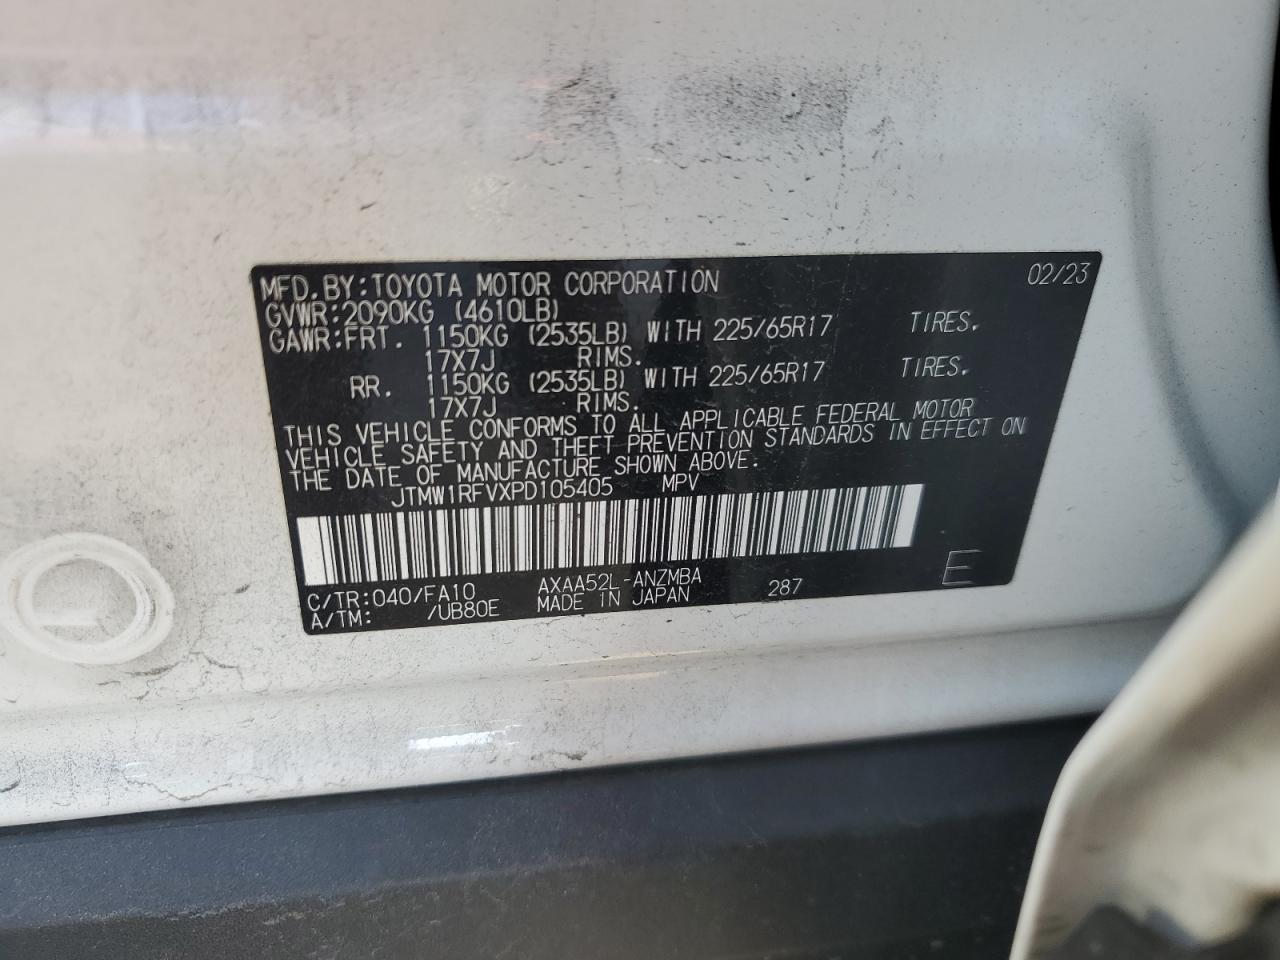 MFD.BY:TOYOTA MOTOR CORPORATION 02/23
GVWR:2090KG (4610LB)
GAWR:FRT. 1150KG (2535LB) WITH 225/65R17 TIRES.
17X7J RIMS.
RR. 1150KG (2535LB) WITH 225/65R17 TIRES.
17X7J RIMS.
THIS VEHICLE CONFORMS TO ALL APPLICABLE FEDERAL MOTOR
VEHICLE SAFETY AND THEFT PREVENTION STANDARDS IN EFFECT ON
THE DATE OF MANUFACTURE SHOWN ABOVE.
JTMW1RFVXPD105405 MPV
C/TR:040/FA10 AXAA52L-ANZMBA 287 E
A/TM: /UB80E MADE IN JAPAN